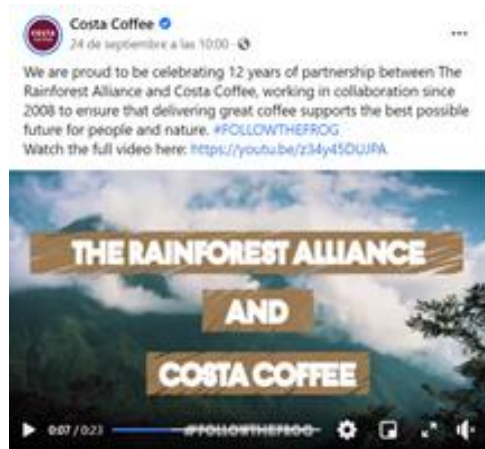 Costa Coffee
24 de septiembre a las 10:00 ·
We are proud to be celebrating 12 years of partnership between The
Rainforest Alliance and Costa Coffee, working in collaboration since
2008 to ensure that delivering great coffee supports the best possible
future for people and nature. #FOLLOWTHEFROG
Watch the full video here: https://youtu.be/z34y45DUJPA
THE RAINFOREST ALLIANCE
AND
COSTA COFFEE
0:07 / 0:23
#FOLLOWTHEFROG